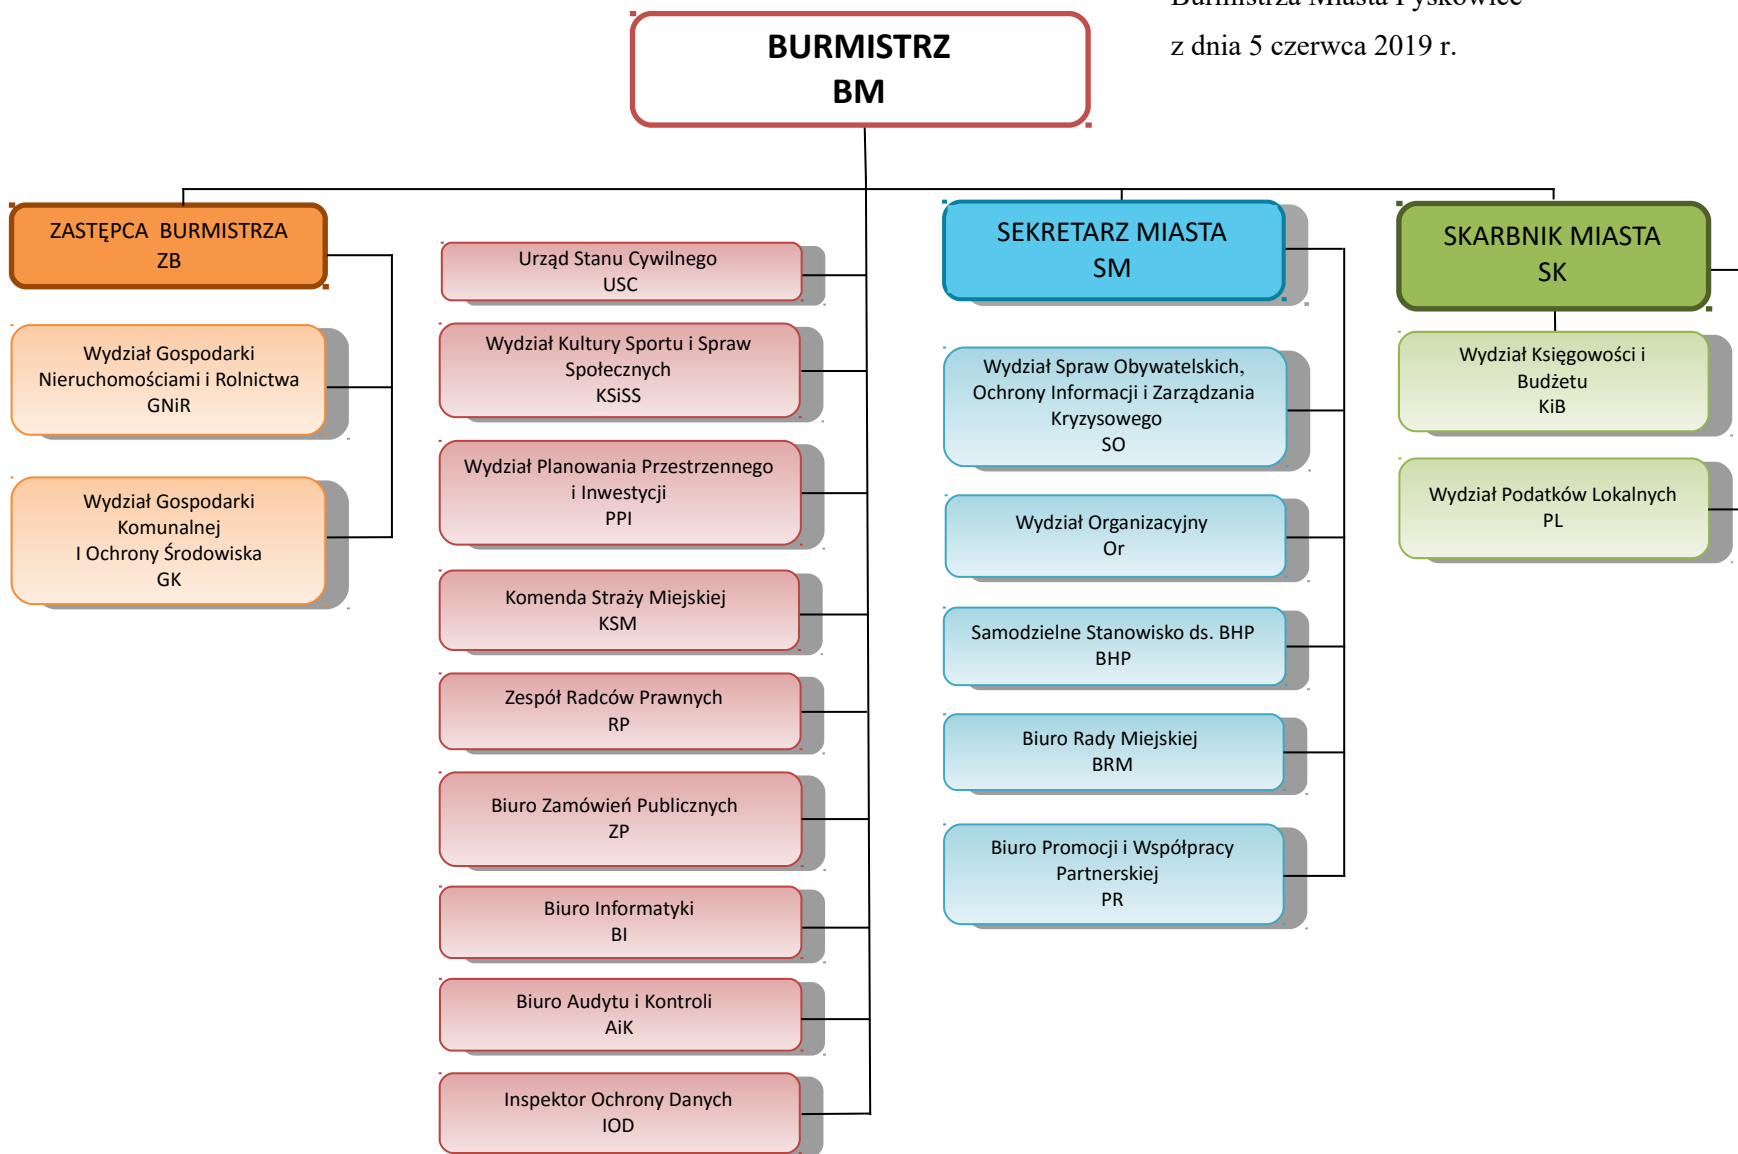 Burmistrza Miasta Pyskowice
z dnia 5 czerwca 2019 r.
BURMISTRZ
BM
ZASTĘPCA BURMISTRZA
ZB
Wydział Gospodarki
Nieruchomościami i Rolnictwa
GNiR
Wydział Gospodarki
Komunalnej
I Ochrony Środowiska
GK
Urząd Stanu Cywilnego
USC
Wydział Kultury Sportu i Spraw
Społecznych
KSiSS
Wydział Planowania Przestrzennego
i Inwestycji
PPI
Komenda Straży Miejskiej
KSM
Zespół Radców Prawnych
RP
Biuro Zamówień Publicznych
ZP
Biuro Informatyki
BI
Biuro Audytu i Kontroli
AiK
Inspektor Ochrony Danych
IOD
SEKRETARZ MIASTA
SM
Wydział Spraw Obywatelskich,
Ochrony Informacji i Zarządzania
Kryzysowego
SO
Wydział Organizacyjny
Or
Samodzielne Stanowisko ds. BHP
BHP
Biuro Rady Miejskiej
BRM
Biuro Promocji i Współpracy
Partnerskiej
PR
SKARBNIK MIASTA
SK
Wydział Księgowości i
Budżetu
KiB
Wydział Podatków Lokalnych
PL